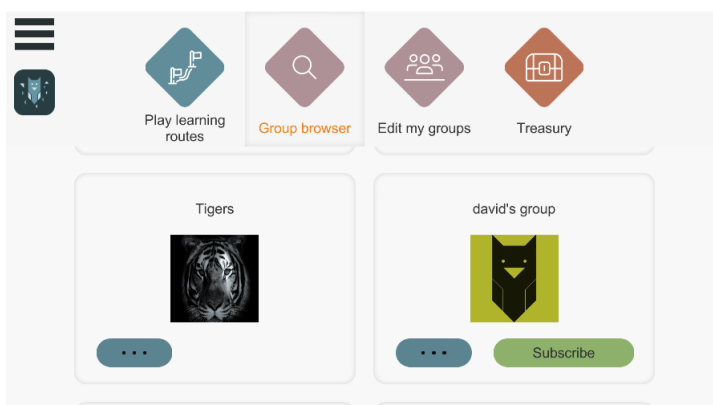 Play learning
routes
Group browser
Edit my groups
Treasury
Tigers
david's group
...
...
Subscribe